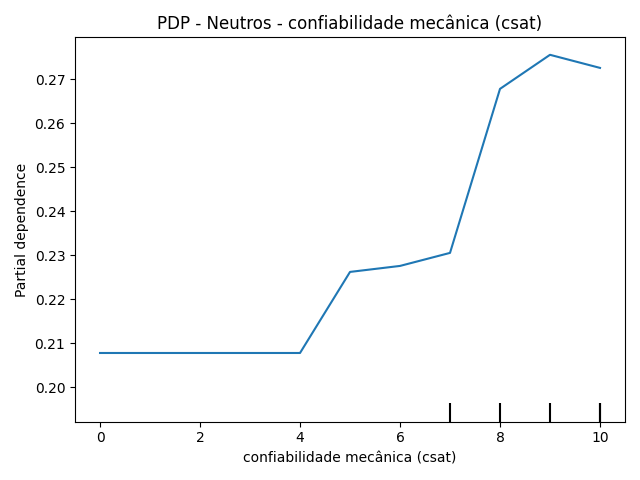 PDP - Neutros - confiabilidade mecânica (csat)
Partial dependence
0.27
0.26
0.25
0.24
0.23
0.22
0.21
0.20
0 2 4 6 8 10
confiabilidade mecânica (csat)